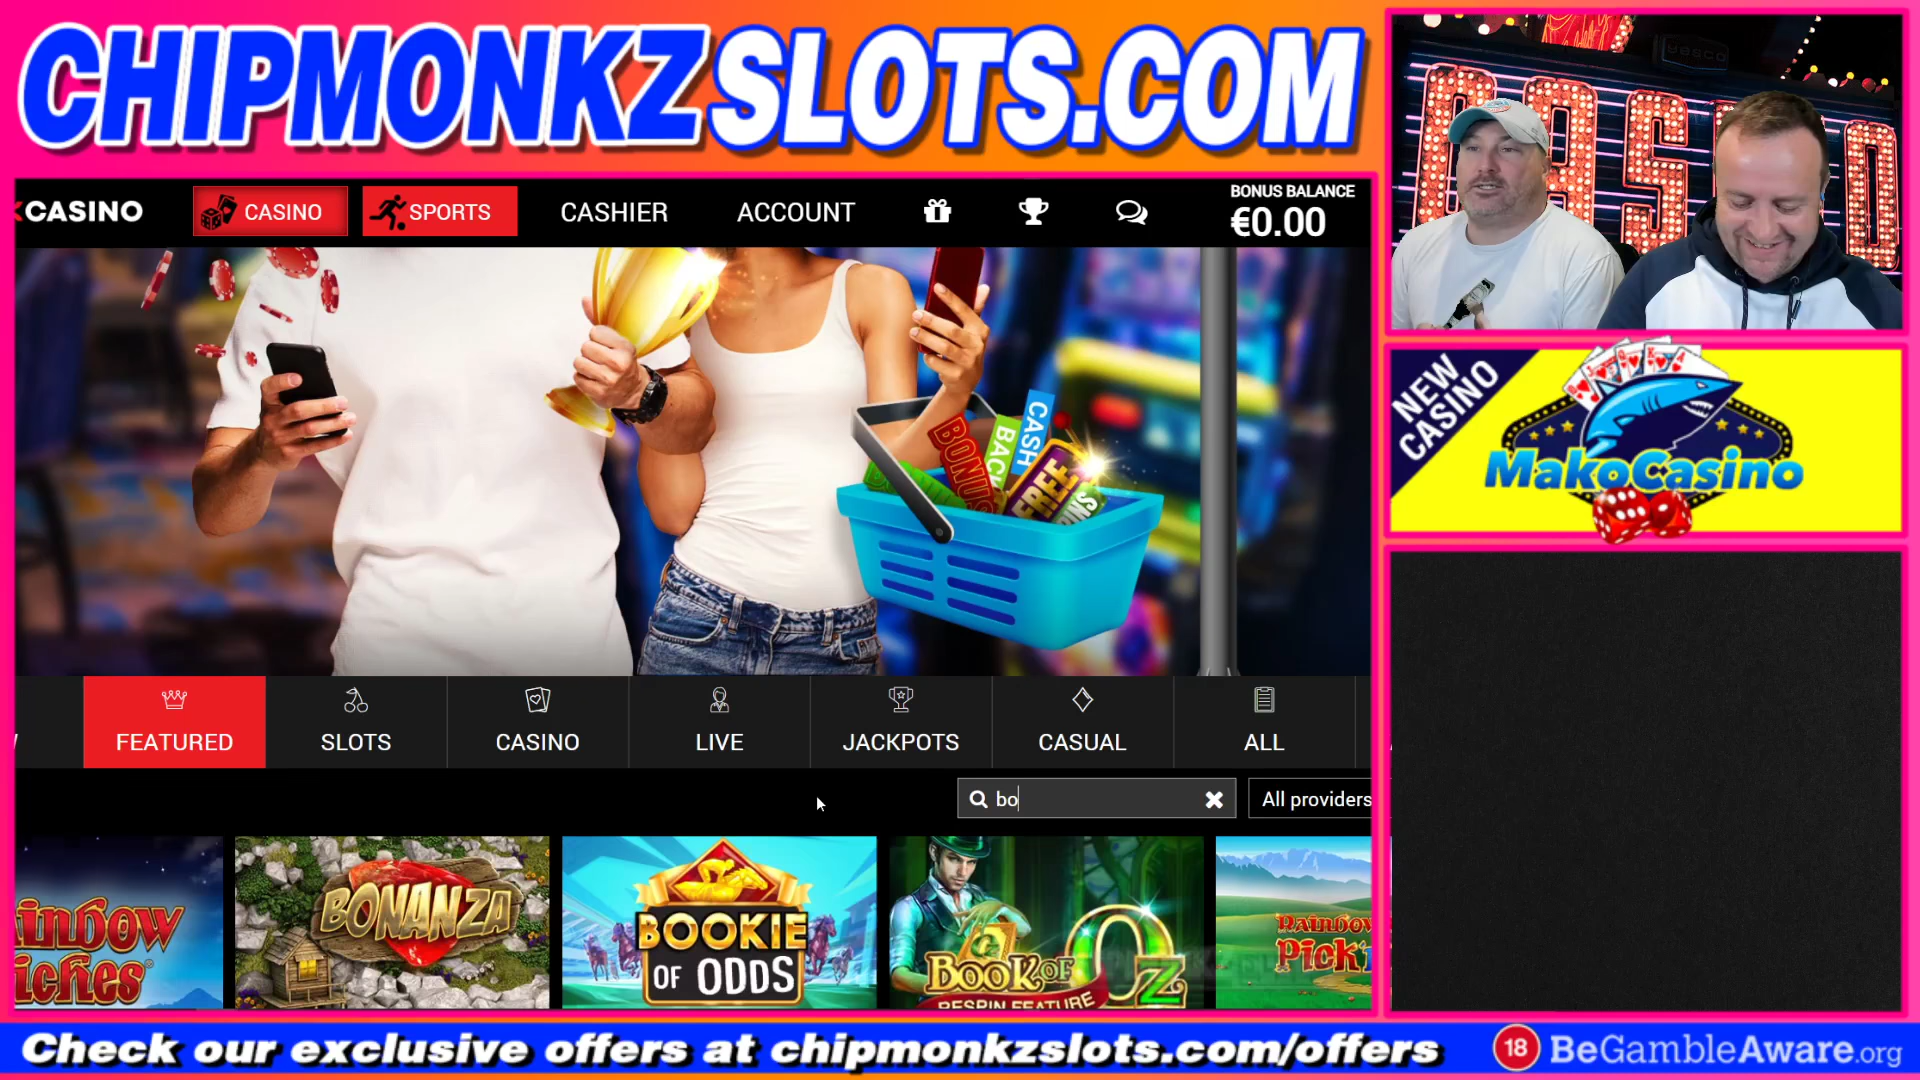 CHIPMONKZSLOTS.COM
KCASINO
CASINO
SPORTS
CASHIER
ACCOUNT
BONUS BALANCE
€0.00
BONUS
BACK
CASH
FREE
FEATURED
SLOTS
CASINO
LIVE
JACKPOTS
CASUAL
ALL
bo
All providers
BONANZA
BOOKIE
OF ODDS
BOOK OF
OZ
RESPIN FEATURE
RAINBOW
CASINO
NEW
CASINO
MakoCasino
Check our exclusive offers at chipmonkzslots.com/offers
18 BeGambleAware.org